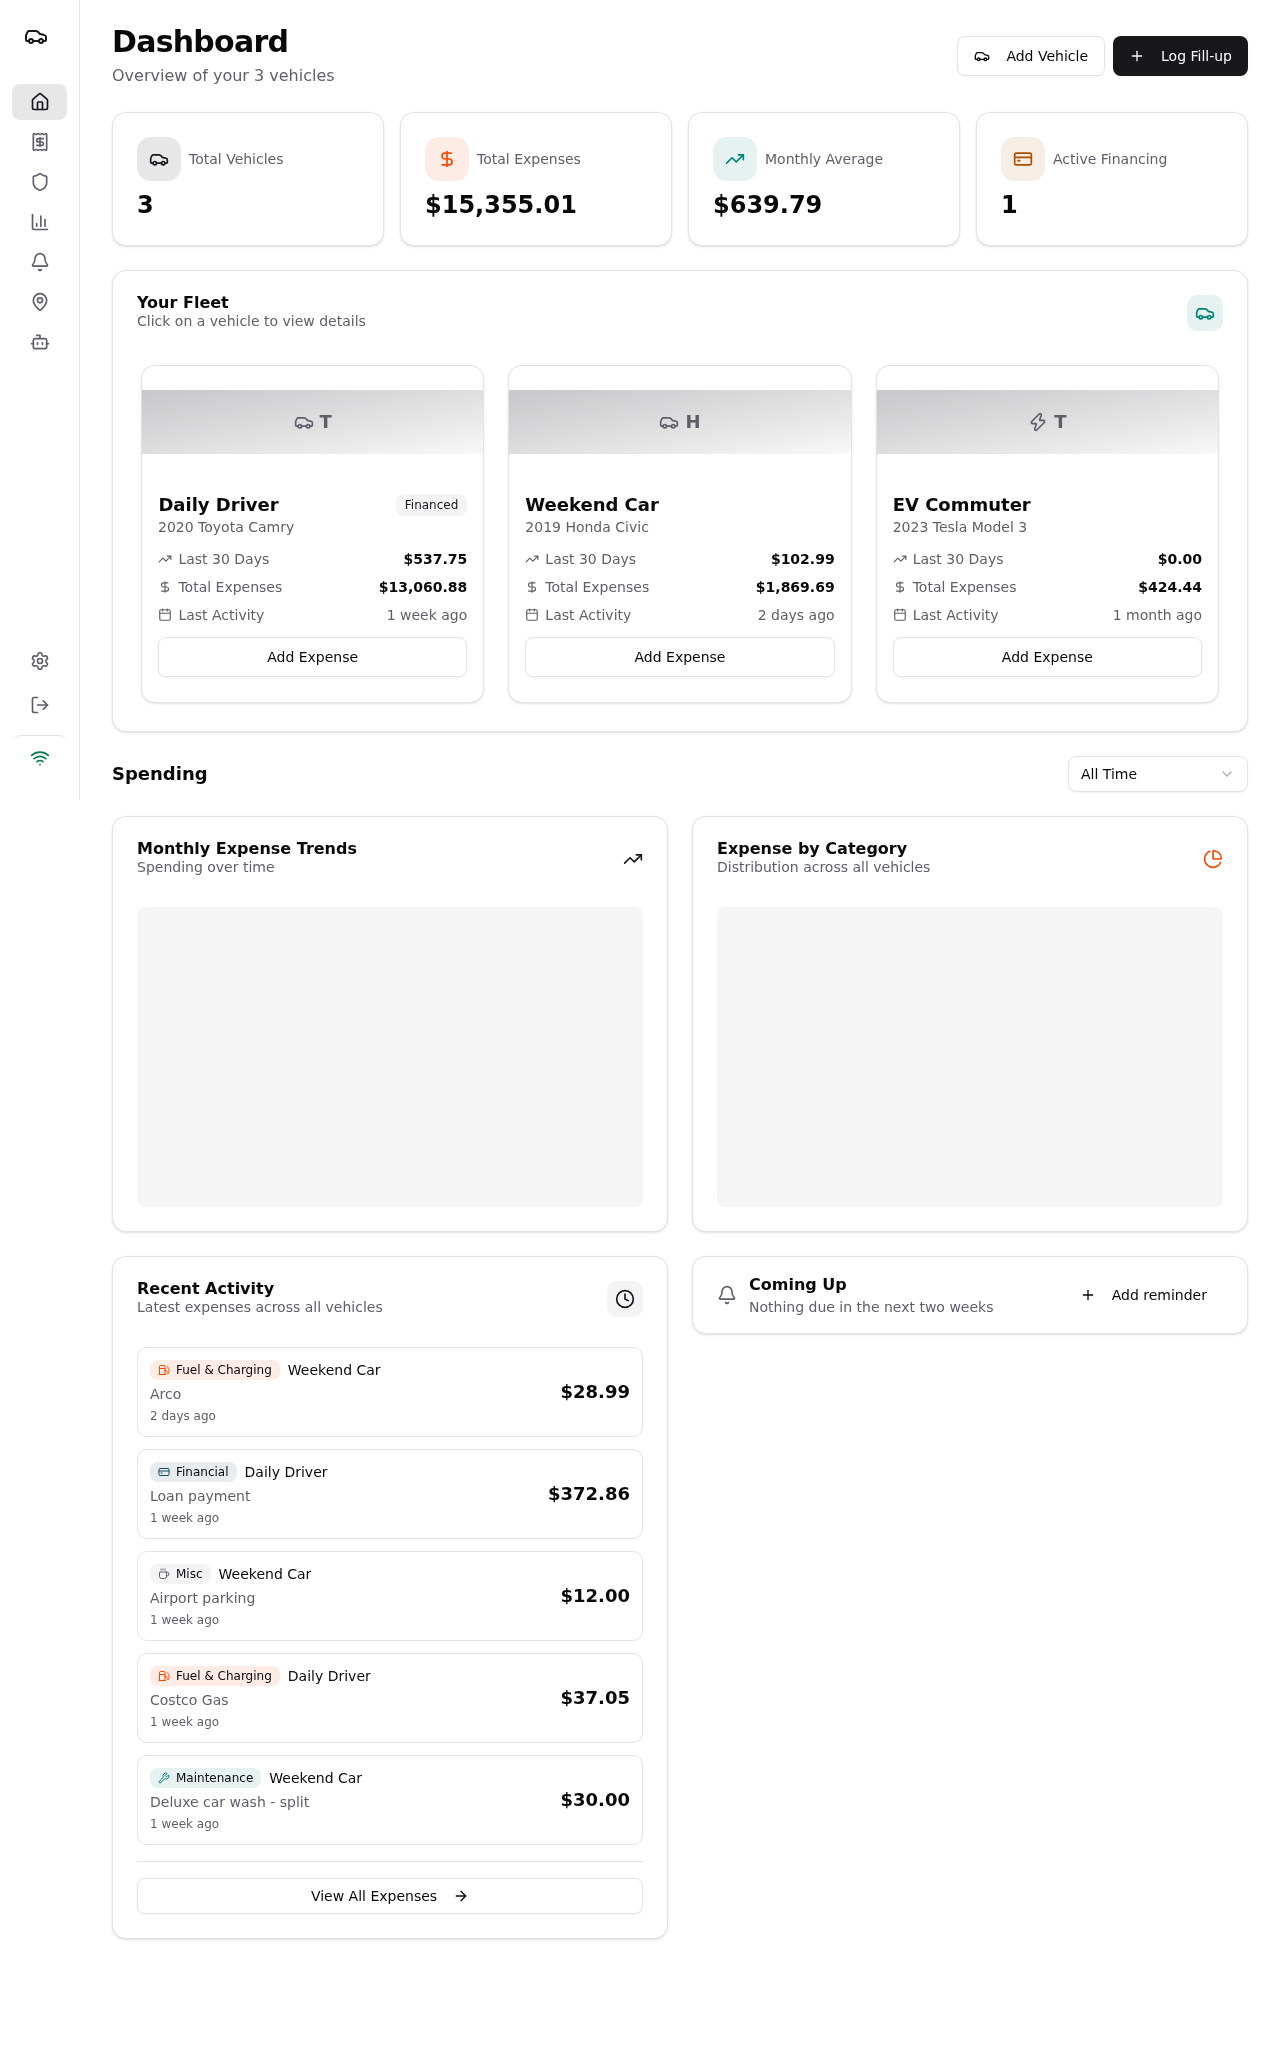 Dashboard
Overview of your 3 vehicles
Add Vehicle
Log Fill-up
Total Vehicles
3
Total Expenses
$15,355.01
Monthly Average
$639.79
Active Financing
1
Your Fleet
Click on a vehicle to view details
T
Daily Driver
Financed
2020 Toyota Camry
Last 30 Days $537.75
Total Expenses $13,060.88
Last Activity 1 week ago
Add Expense
H
Weekend Car
2019 Honda Civic
Last 30 Days $102.99
Total Expenses $1,869.69
Last Activity 2 days ago
Add Expense
T
EV Commuter
2023 Tesla Model 3
Last 30 Days $0.00
Total Expenses $424.44
Last Activity 1 month ago
Add Expense
Spending
All Time
Monthly Expense Trends
Spending over time
Expense by Category
Distribution across all vehicles
Recent Activity
Latest expenses across all vehicles
Fuel & Charging Weekend Car
Arco
2 days ago
$28.99
Financial Daily Driver
Loan payment
1 week ago
$372.86
Misc Weekend Car
Airport parking
1 week ago
$12.00
Fuel & Charging Daily Driver
Costco Gas
1 week ago
$37.05
Maintenance Weekend Car
Deluxe car wash - split
1 week ago
$30.00
View All Expenses
Coming Up
Nothing due in the next two weeks
Add reminder